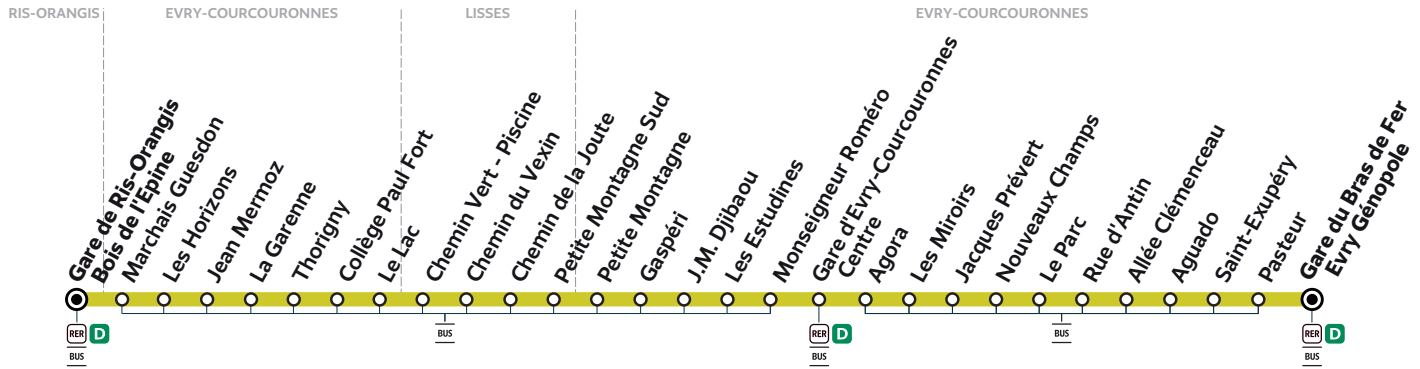 RIS-ORANGIS
EVRY-COURCOURONNES
LISSES
EVRY-COURCOURONNES
Gare de Ris-Orangis
Bois de l'Epine
Marchais Guesdon
Les Horizons
Jean Mermoz
La Garenne
Thorigny
Collège Paul Fort
Le Lac
Chemin Vert - Piscine
Chemin du Vexin
Chemin de la Joute
Petite Montagne Sud
Petite Montagne
Gaspéri
J.M. Djibaou
Les Estudines
Monseigneur Roméro
Gare d'Evry-Courcouronnes
Centre
Agora
Les Miroirs
Jacques Prévert
Nouveaux Champs
Le Parc
Rue d'Antin
Allée Clémenceau
Aguado
Saint-Exupéry
Pasteur
Gare du Bras de Fer
Evry Génopole
RER D
BUS
BUS
RER D
BUS
BUS
RER D
BUS